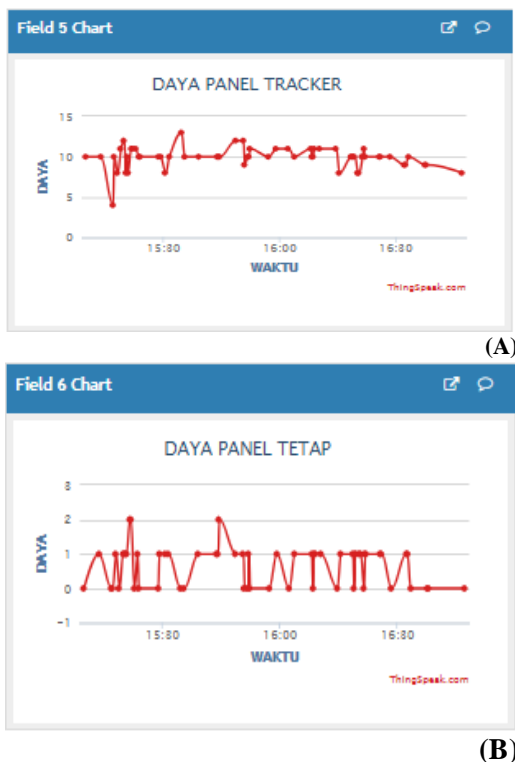 Field 5 Chart
DAYA PANEL TRACKER
15
10
5
0
DAYA
15:30
16:00
16:30
WAKTU
ThingSpeak.com
(A)
Field 6 Chart
DAYA PANEL TETAP
3
2
1
0
-1
DAYA
15:30
16:00
16:30
WAKTU
ThingSpeak.com
(B)